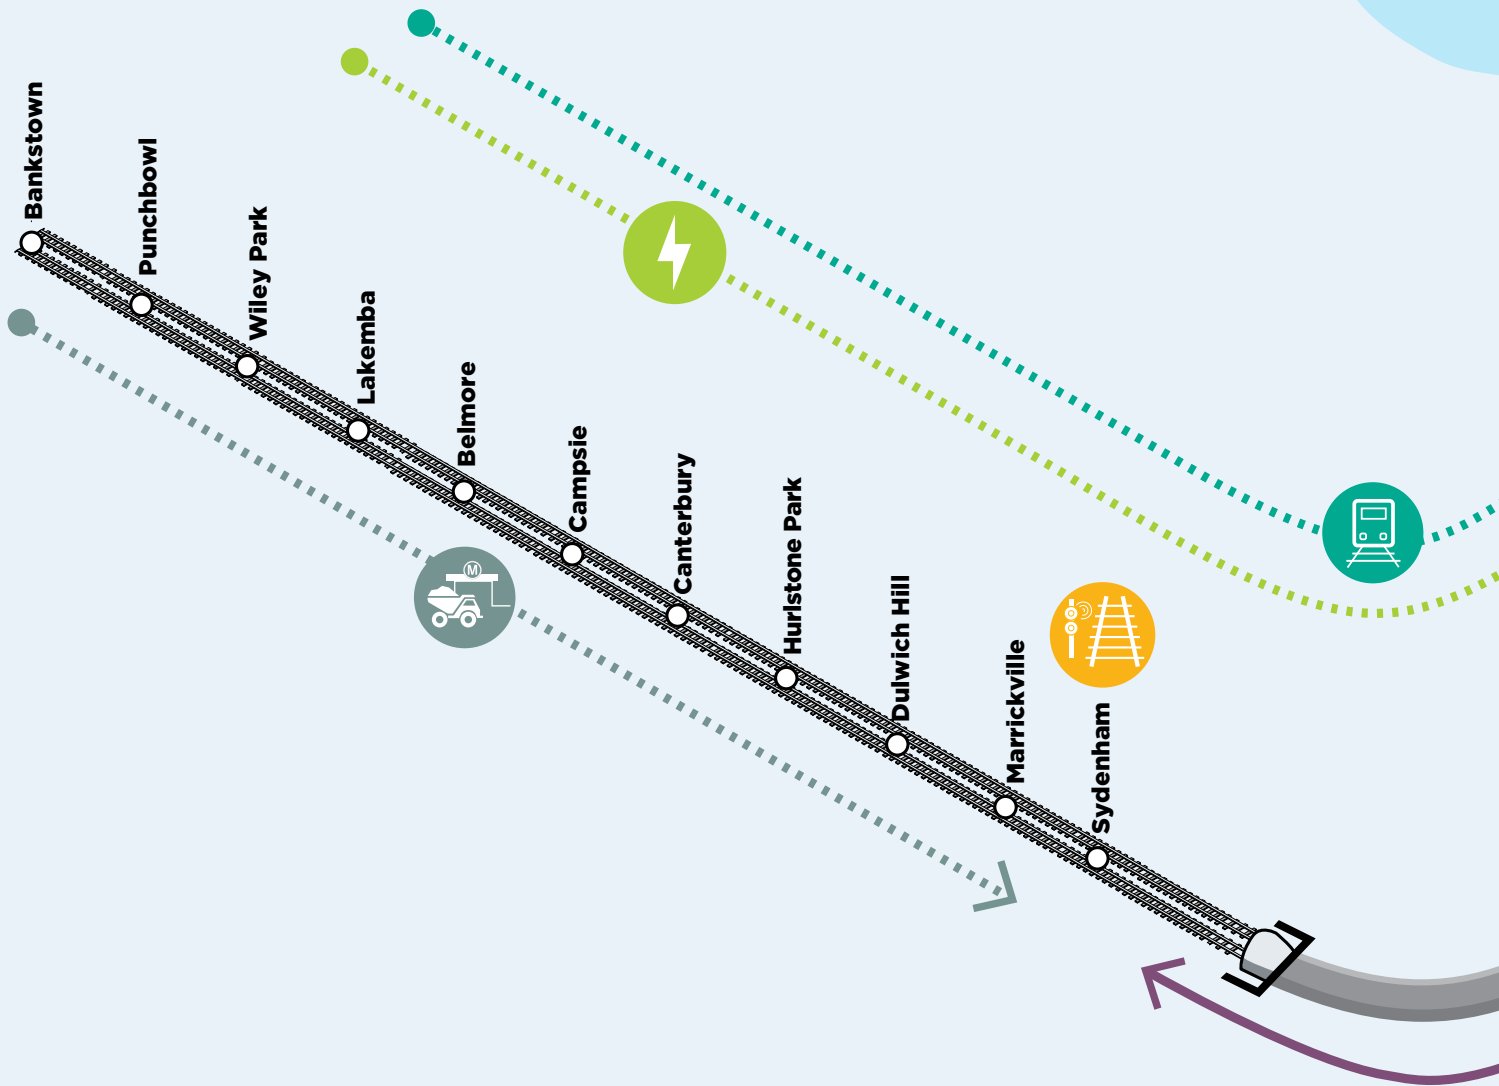 Bankstown
Punchbowl
Wiley Park
Lakemba
Belmore
Campsie
Canterbury
Hurlstone Park
Dulwich Hill
Marrickville
Sydenham
M